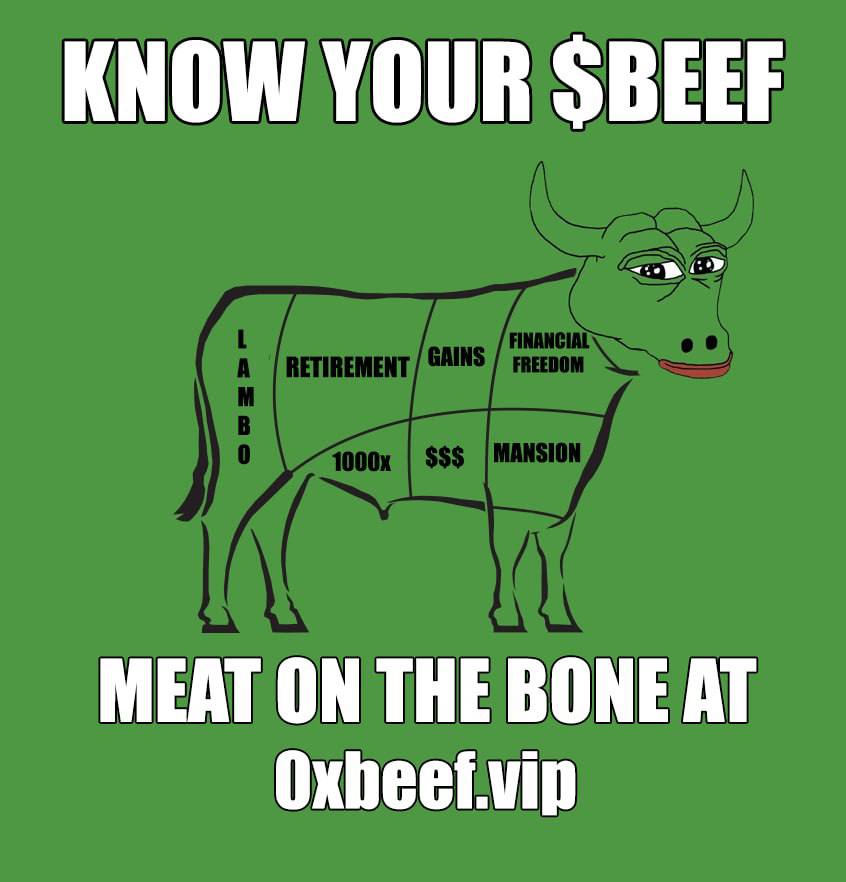 KNOW YOUR $BEEF
LAMBO
RETIREMENT
GAINS
FINANCIAL
FREEDOM
1000x
$$$
MANSION
MEAT ON THE BONE AT
0xbeef.vip